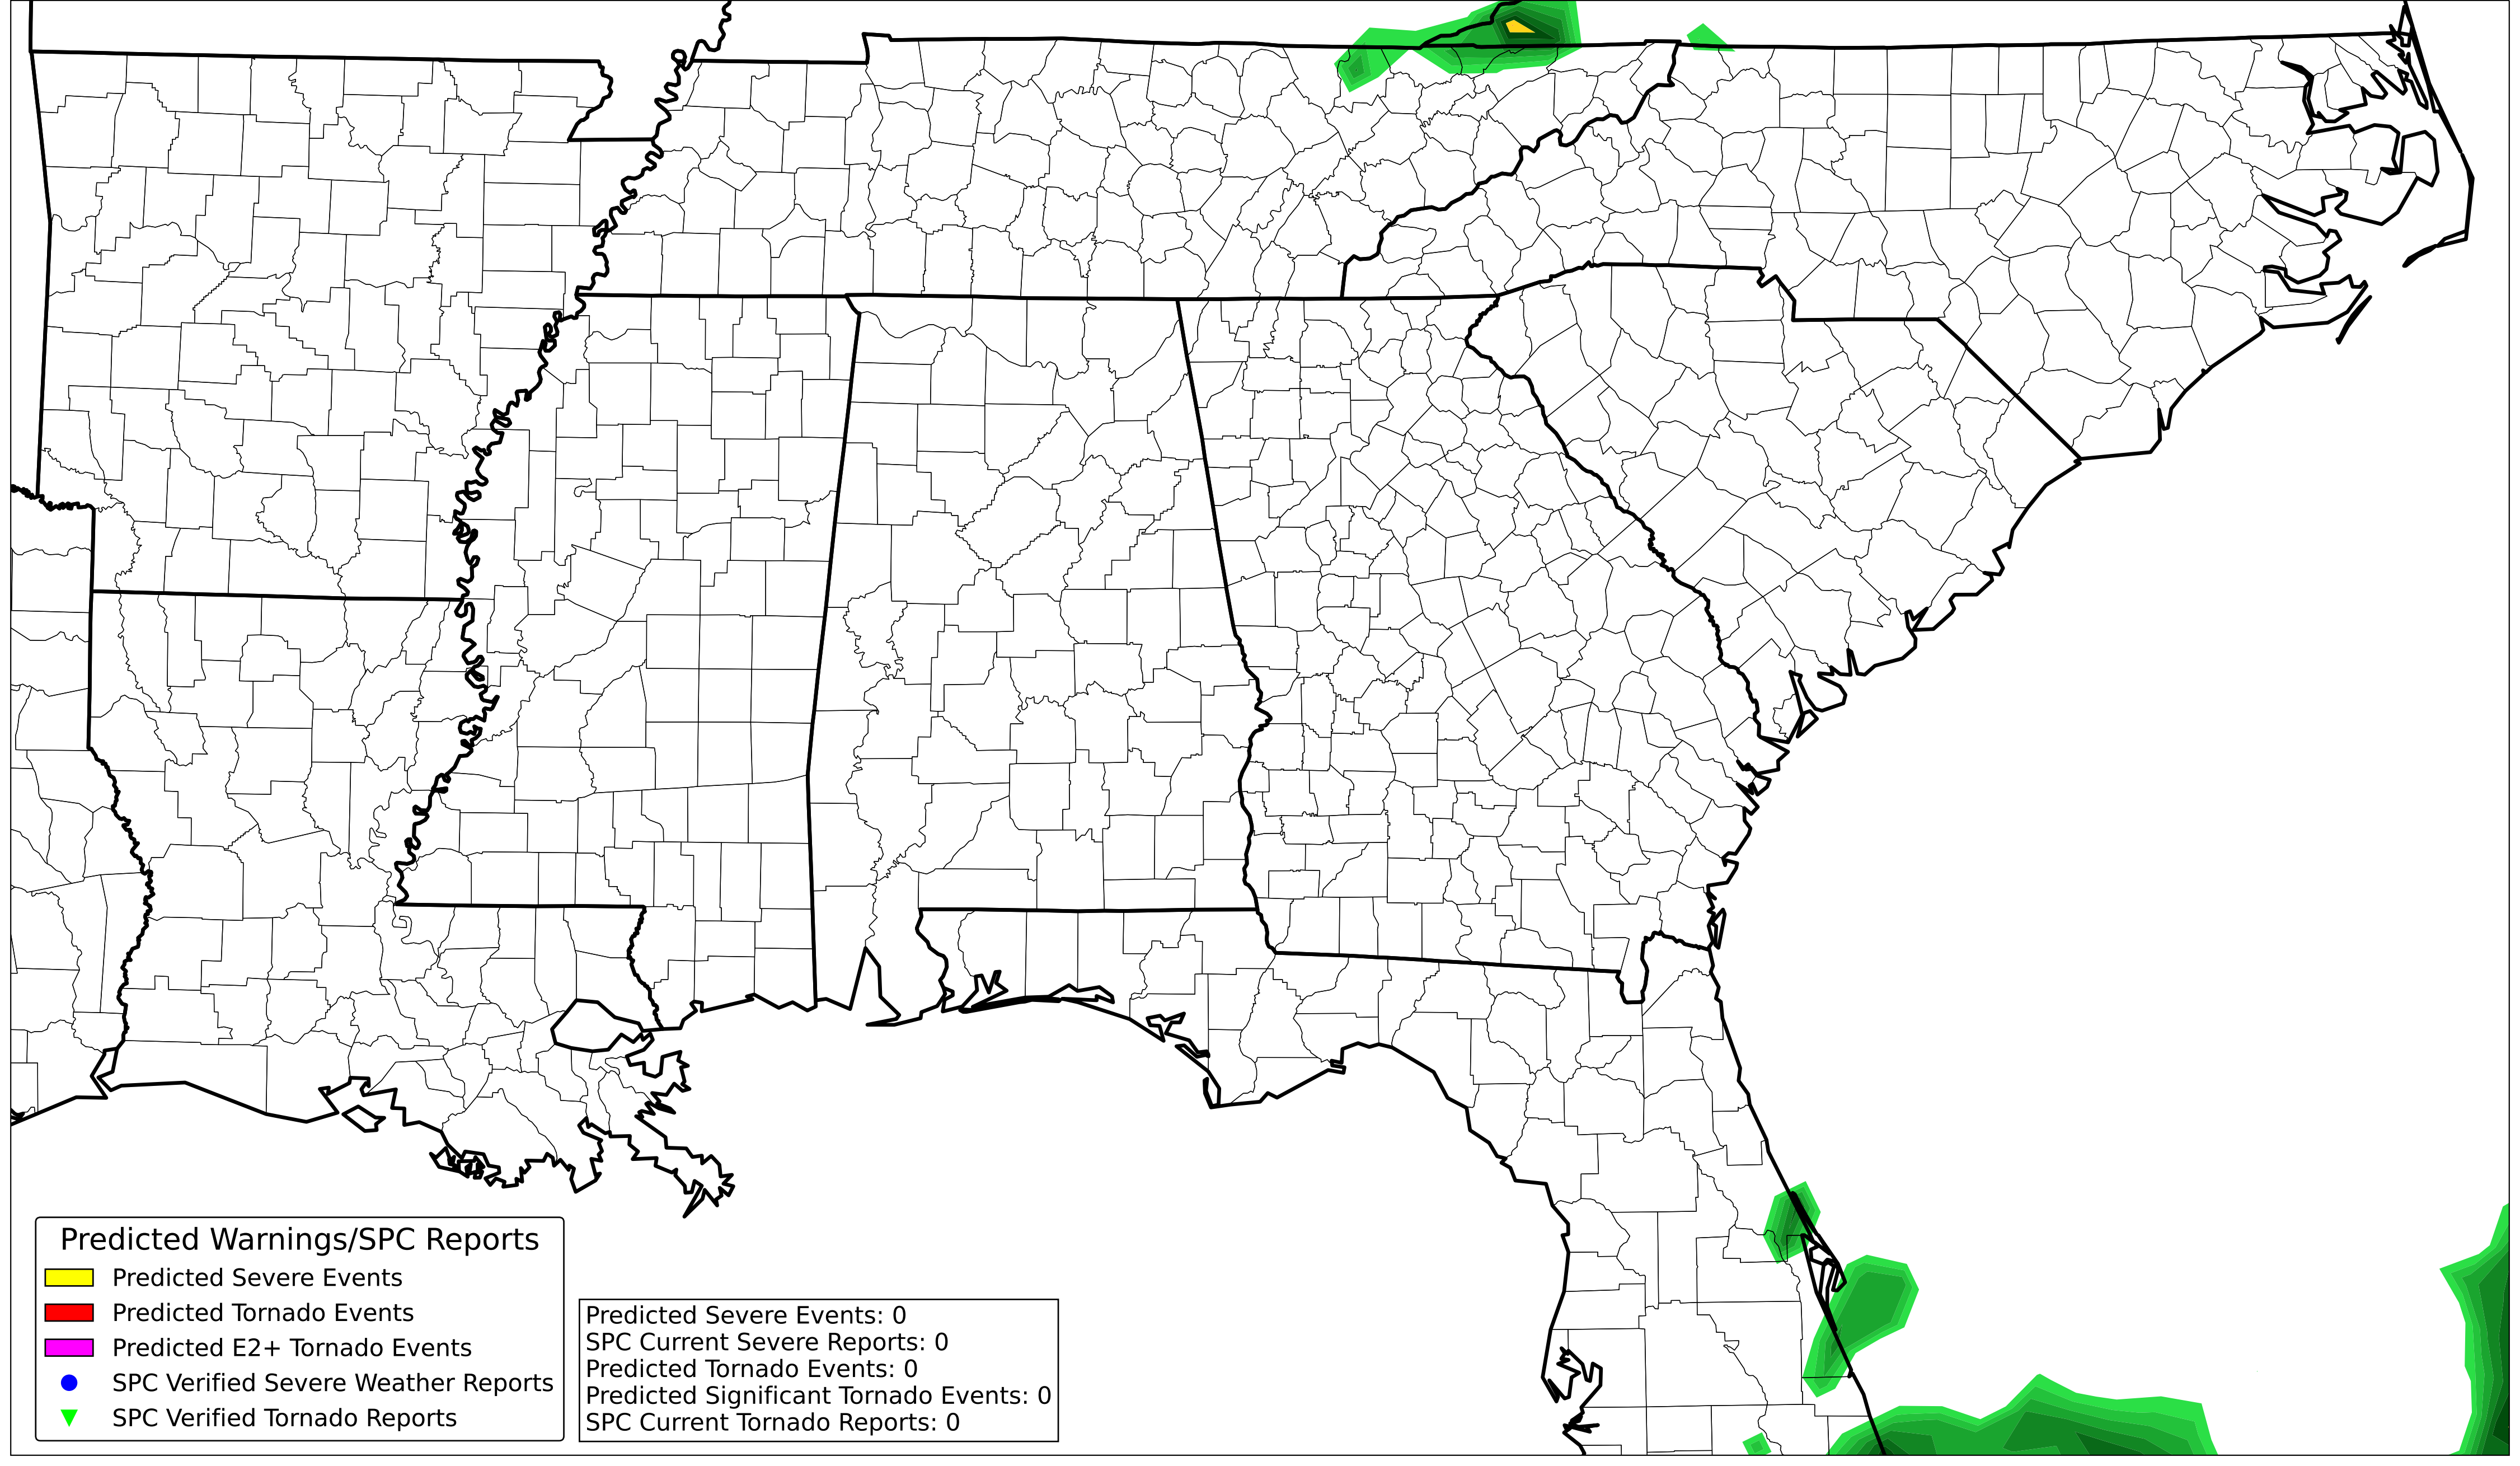 Predicted Warnings/SPC Reports
Predicted Severe Events
Predicted Tornado Events
Predicted E2+ Tornado Events
SPC Verified Severe Weather Reports
SPC Verified Tornado Reports
Predicted Severe Events: 0
SPC Current Severe Reports: 0
Predicted Tornado Events: 0
Predicted Significant Tornado Events: 0
SPC Current Tornado Reports: 0